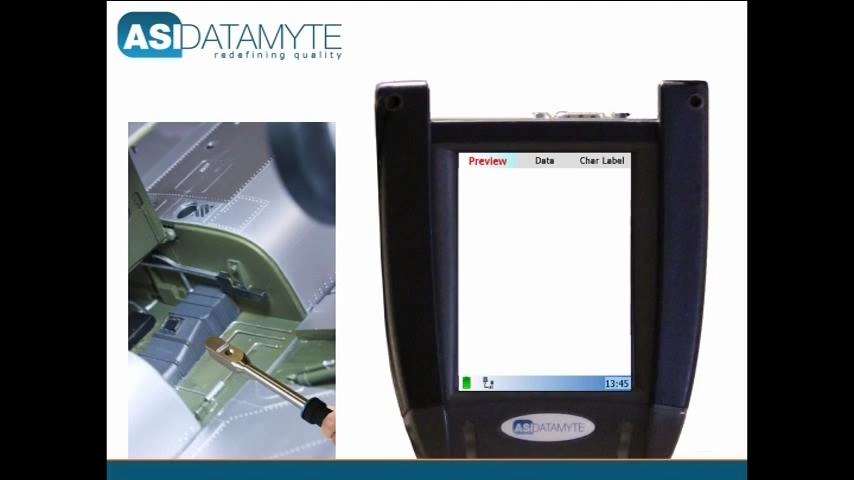 ASIDATAMYTE
redefining quality
Preview Data Char Label
13:45
ASIDATAMYTE